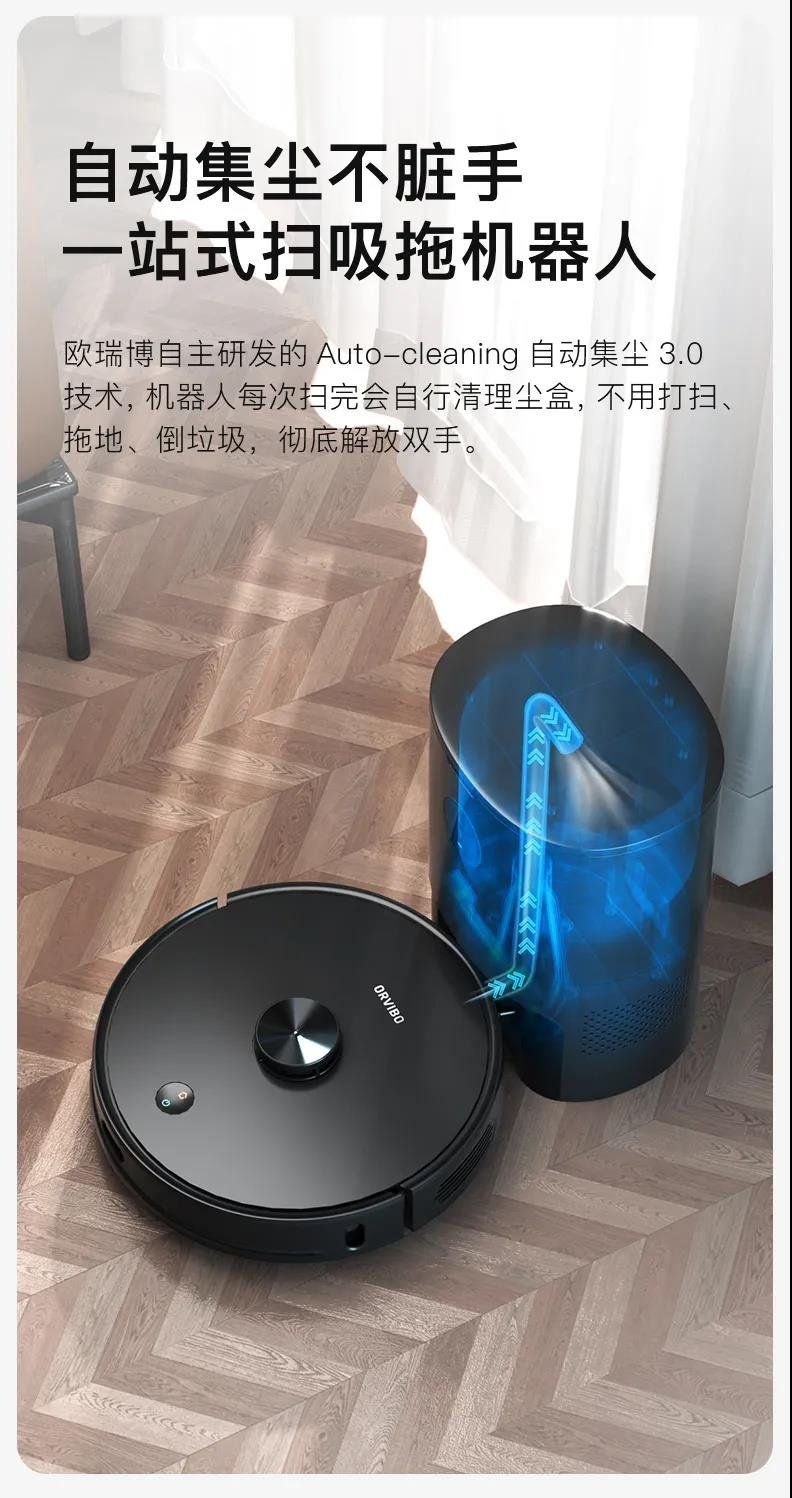 自动集尘不脏手
一站式扫吸拖机器人
欧瑞博自主研发的 Auto-cleaning 自动集尘 3.0
技术, 机器人每次扫完会自行清理尘盒, 不用打扫、
拖地、倒垃圾, 彻底解放双手。
ORVIBO